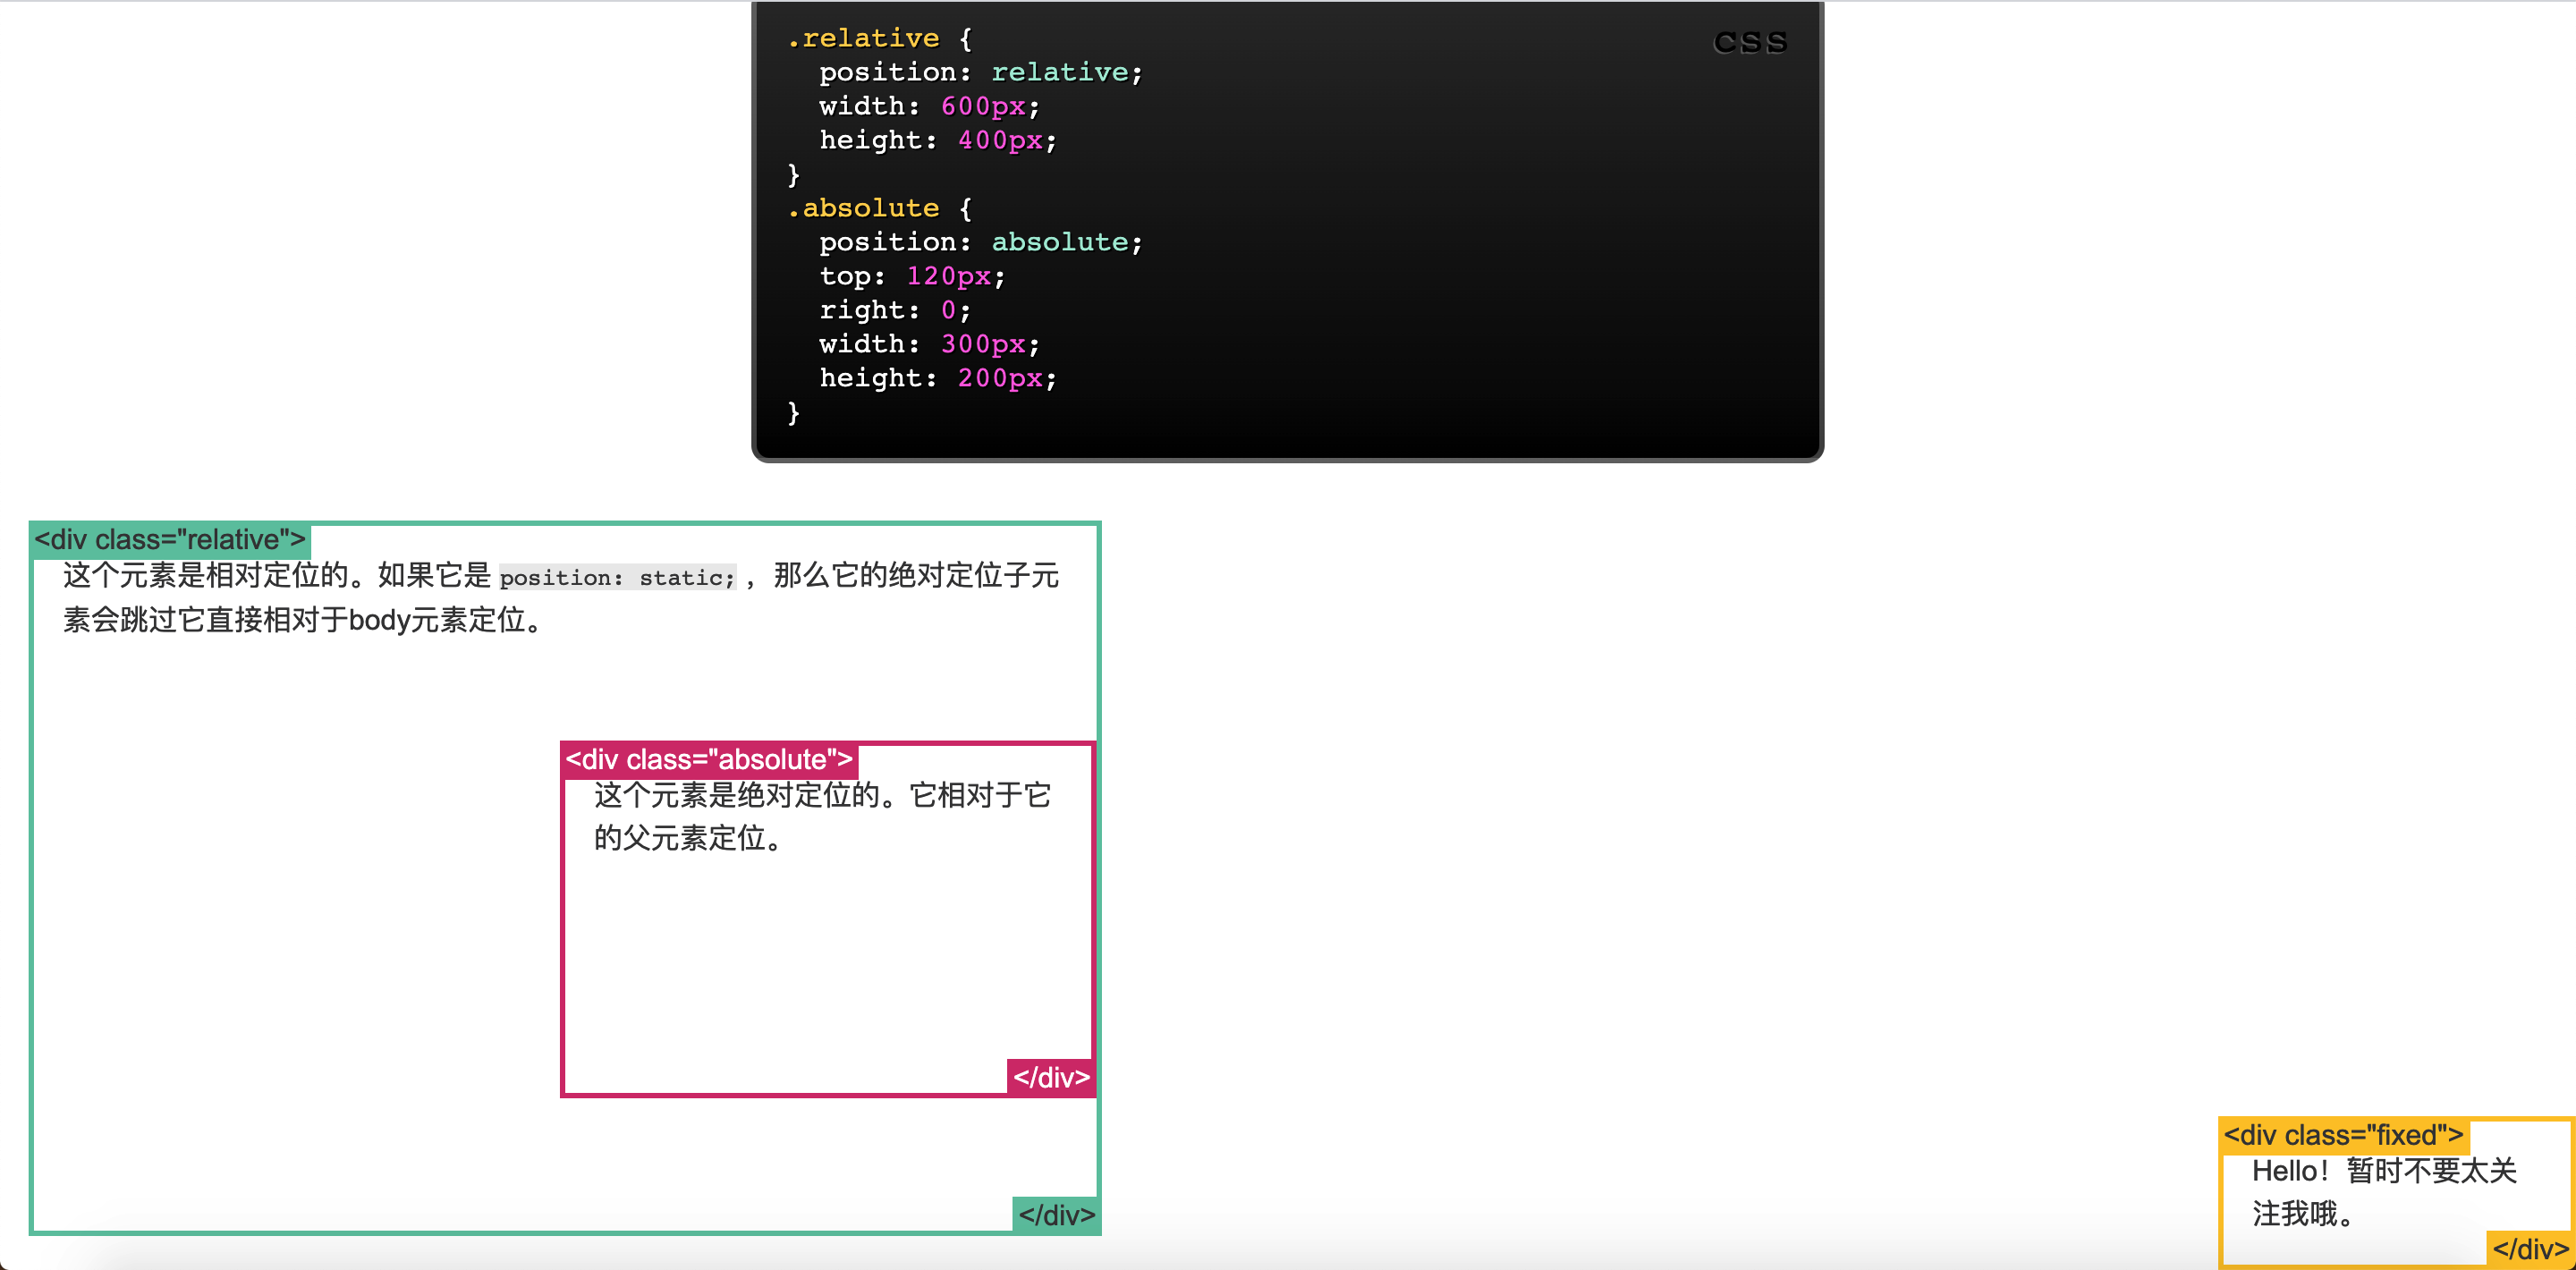 css
.relative {
position: relative;
width: 600px;
height: 400px;
}
.absolute {
position: absolute;
top: 120px;
right: 0;
width: 300px;
height: 200px;
}
<div class="relative">
这个元素是相对定位的。如果它是 position: static; ，那么它的绝对定位子元
素会跳过它直接相对于body元素定位。
<div class="absolute">
这个元素是绝对定位的。它相对于它
的父元素定位。
</div>
</div>
<div class="fixed">
Hello！暂时不要太关
注我哦。
</div>